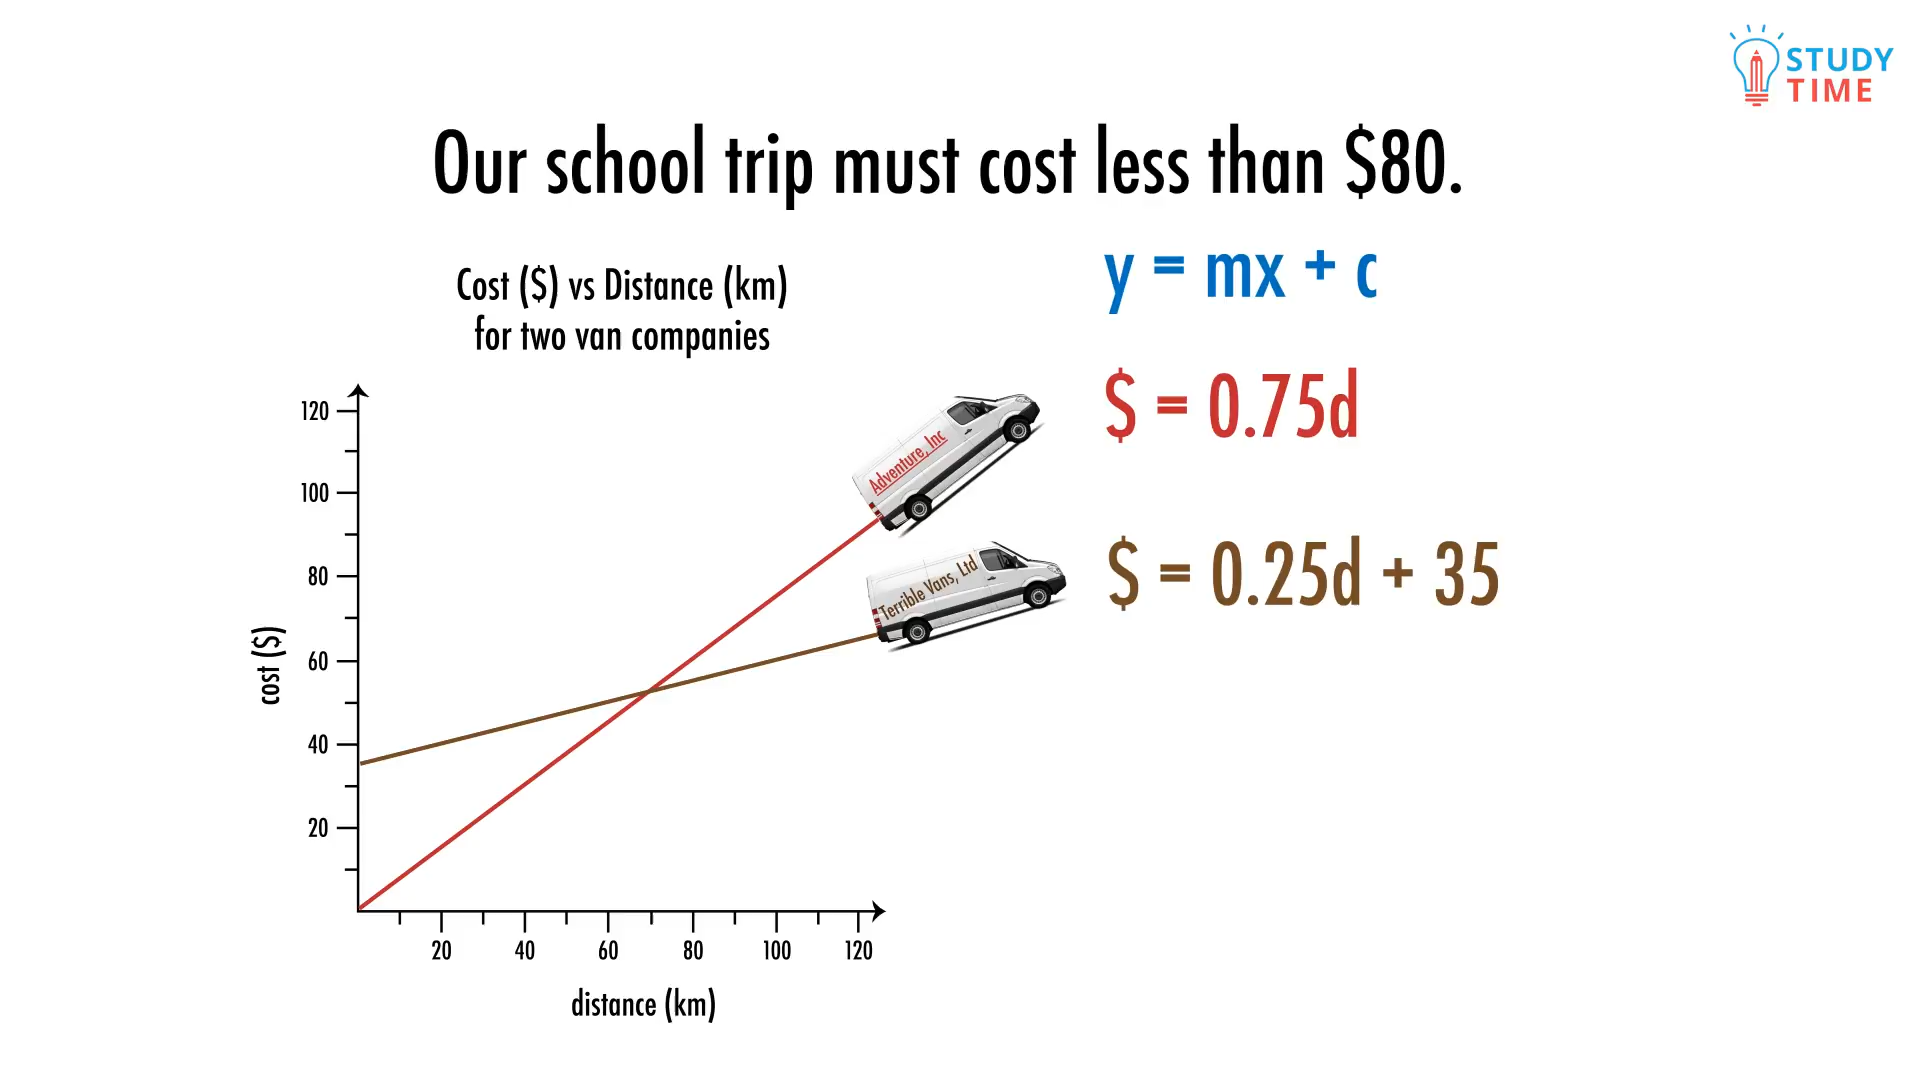 STUDY
TIME
Our school trip must cost less than $80.
Cost ($) vs Distance (km)
for two van companies
y = mx + c
$ = 0.75d
$ = 0.25d + 35
Adventure, Inc
Terrible Vans, Ltd
cost ($)
120
100
80
60
40
20
20 40 60 80 100 120
distance (km)